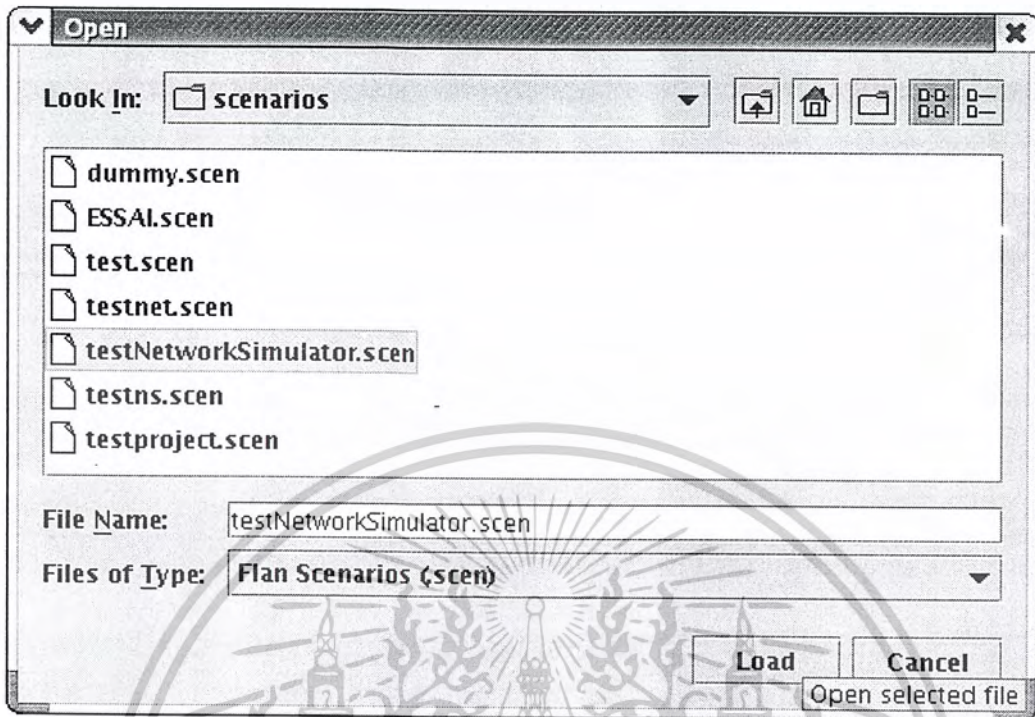 Open
Look In: scenarios
dummy.scen
ESSAI.scen
test.scen
testnet.scen
testNetworkSimulator.scen
testns.scen
testproject.scen
File Name: testNetworkSimulator.scen
Files of Type: Flan Scenarios (.scen)
Load Cancel
Open selected file